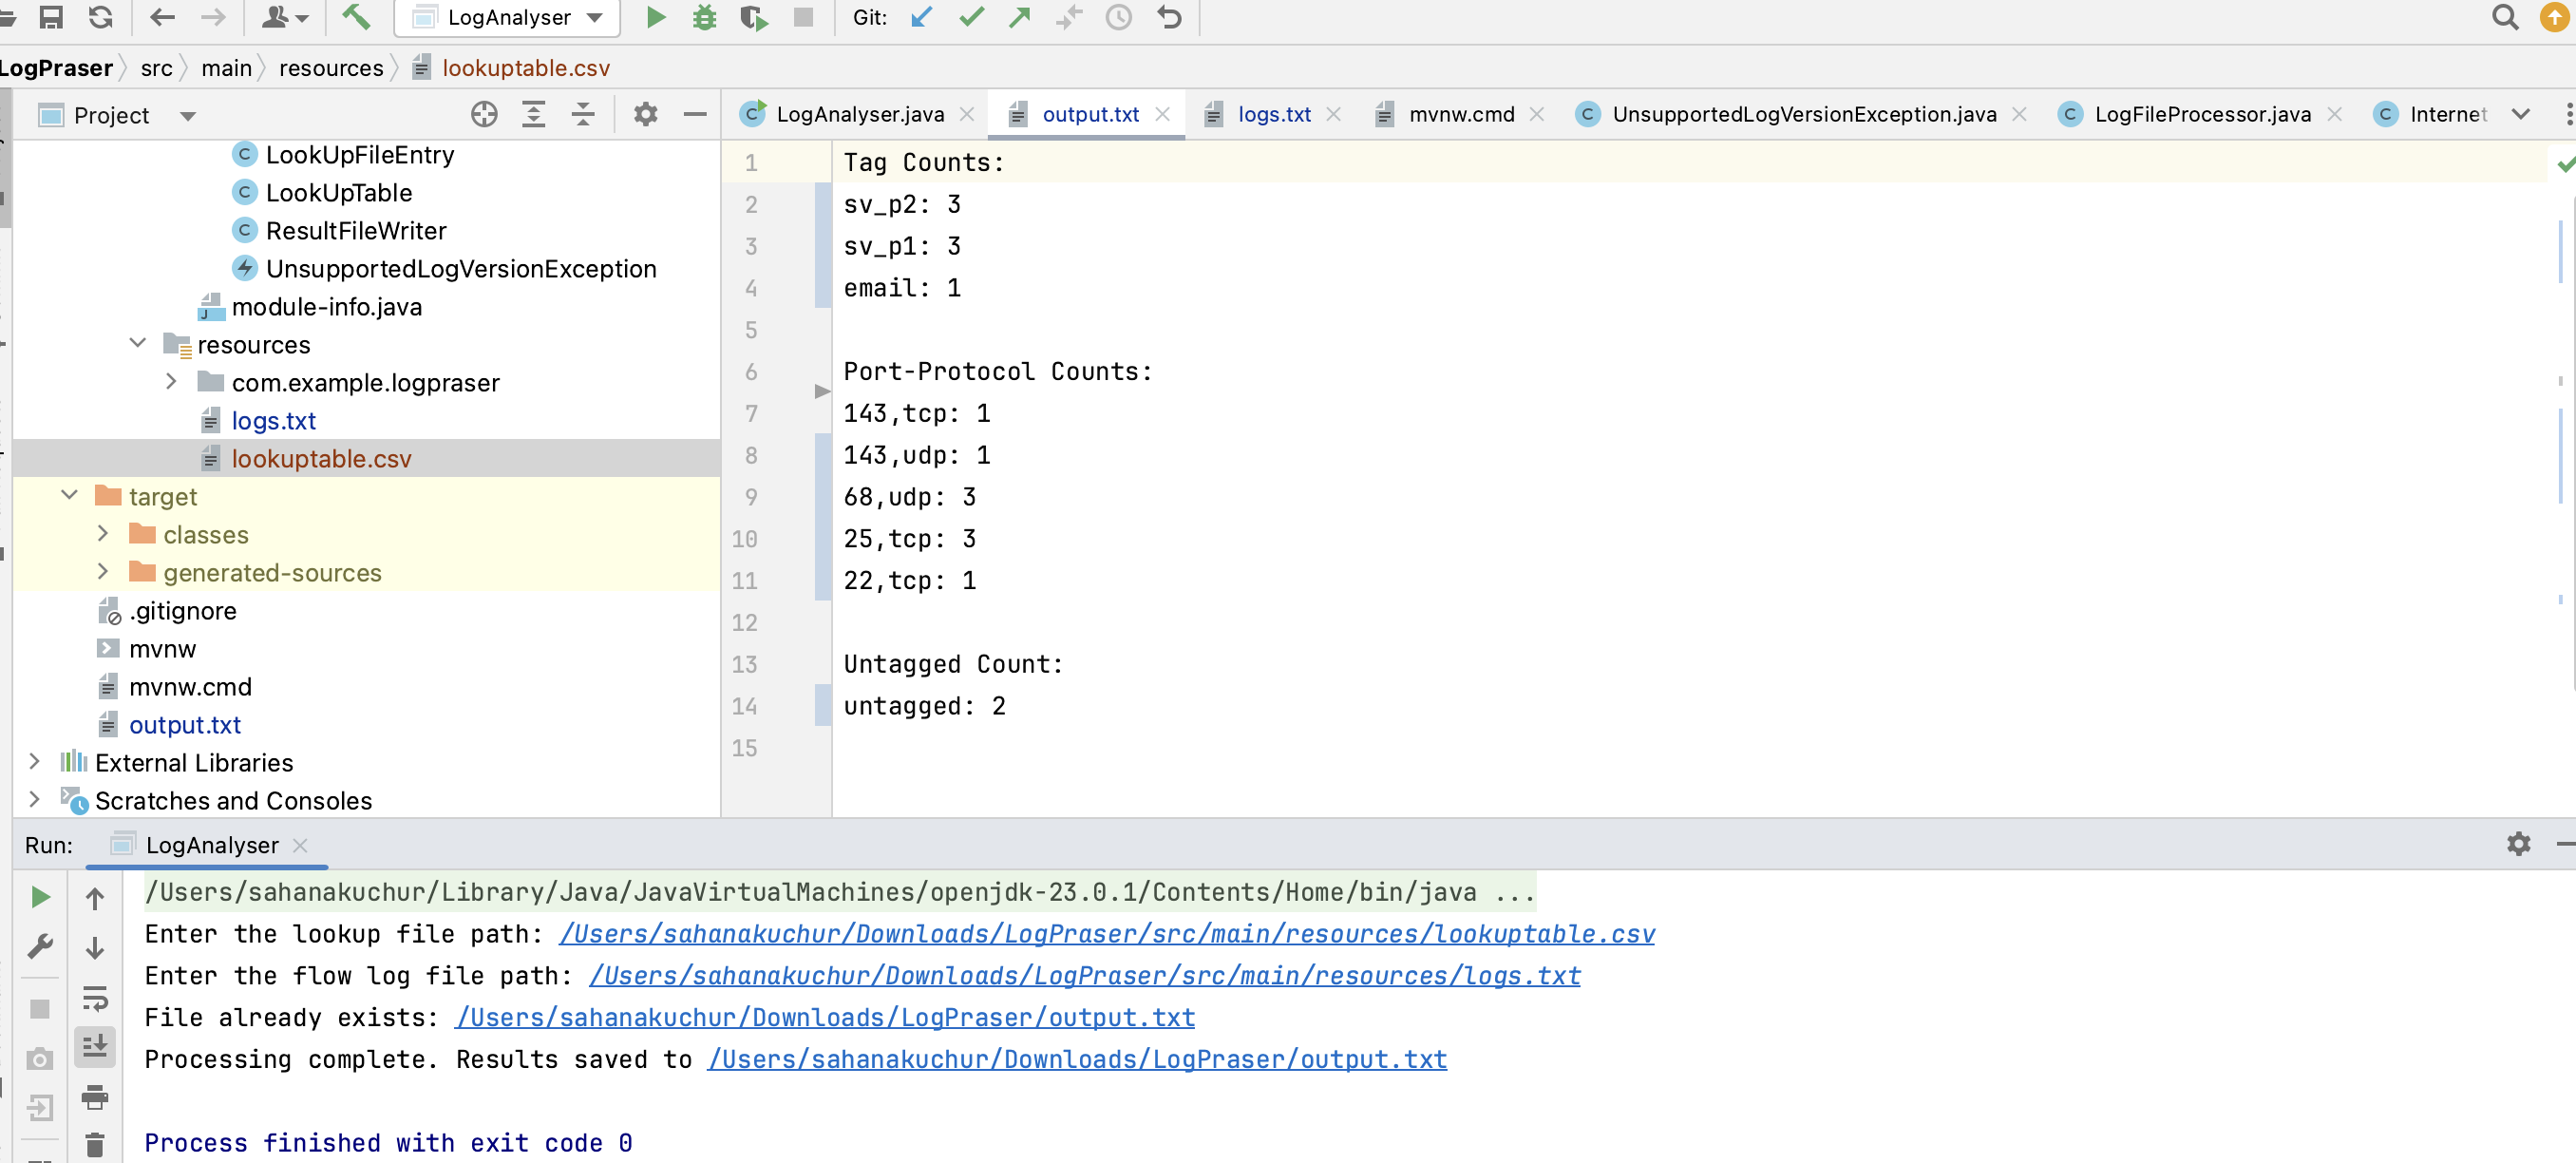 LogAnalyser
Git:
LogPraser src main resources lookuptable.csv
Project
LogAnalyser.java output.txt logs.txt mvnw.cmd UnsupportedLogVersionException.java LogFileProcessor.java Internet
LookUpFileEntry
LookUpTable
ResultFileWriter
UnsupportedLogVersionException
module-info.java
resources
com.example.logpraser
logs.txt
lookuptable.csv
target
classes
generated-sources
.gitignore
mvnw
mvnw.cmd
output.txt
External Libraries
Scratches and Consoles
1 Tag Counts:
2 sv_p2: 3
3 sv_p1: 3
4 email: 1
5
6 Port-Protocol Counts:
7 143,tcp: 1
8 143,udp: 1
9 68,udp: 3
10 25,tcp: 3
11 22,tcp: 1
12
13 Untagged Count:
14 untagged: 2
15
Run: LogAnalyser
/Users/sahanakuchur/Library/Java/JavaVirtualMachines/openjdk-23.0.1/Contents/Home/bin/java ...
Enter the lookup file path: /Users/sahanakuchur/Downloads/LogPraser/src/main/resources/lookuptable.csv
Enter the flow log file path: /Users/sahanakuchur/Downloads/LogPraser/src/main/resources/logs.txt
File already exists: /Users/sahanakuchur/Downloads/LogPraser/output.txt
Processing complete. Results saved to /Users/sahanakuchur/Downloads/LogPraser/output.txt
Process finished with exit code 0